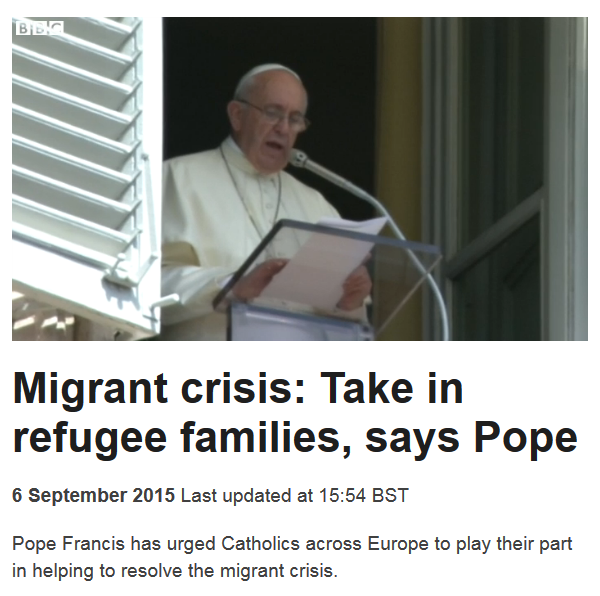 BBC
Migrant crisis: Take in
refugee families, says Pope
6 September 2015 Last updated at 15:54 BST
Pope Francis has urged Catholics across Europe to play their part
in helping to resolve the migrant crisis.